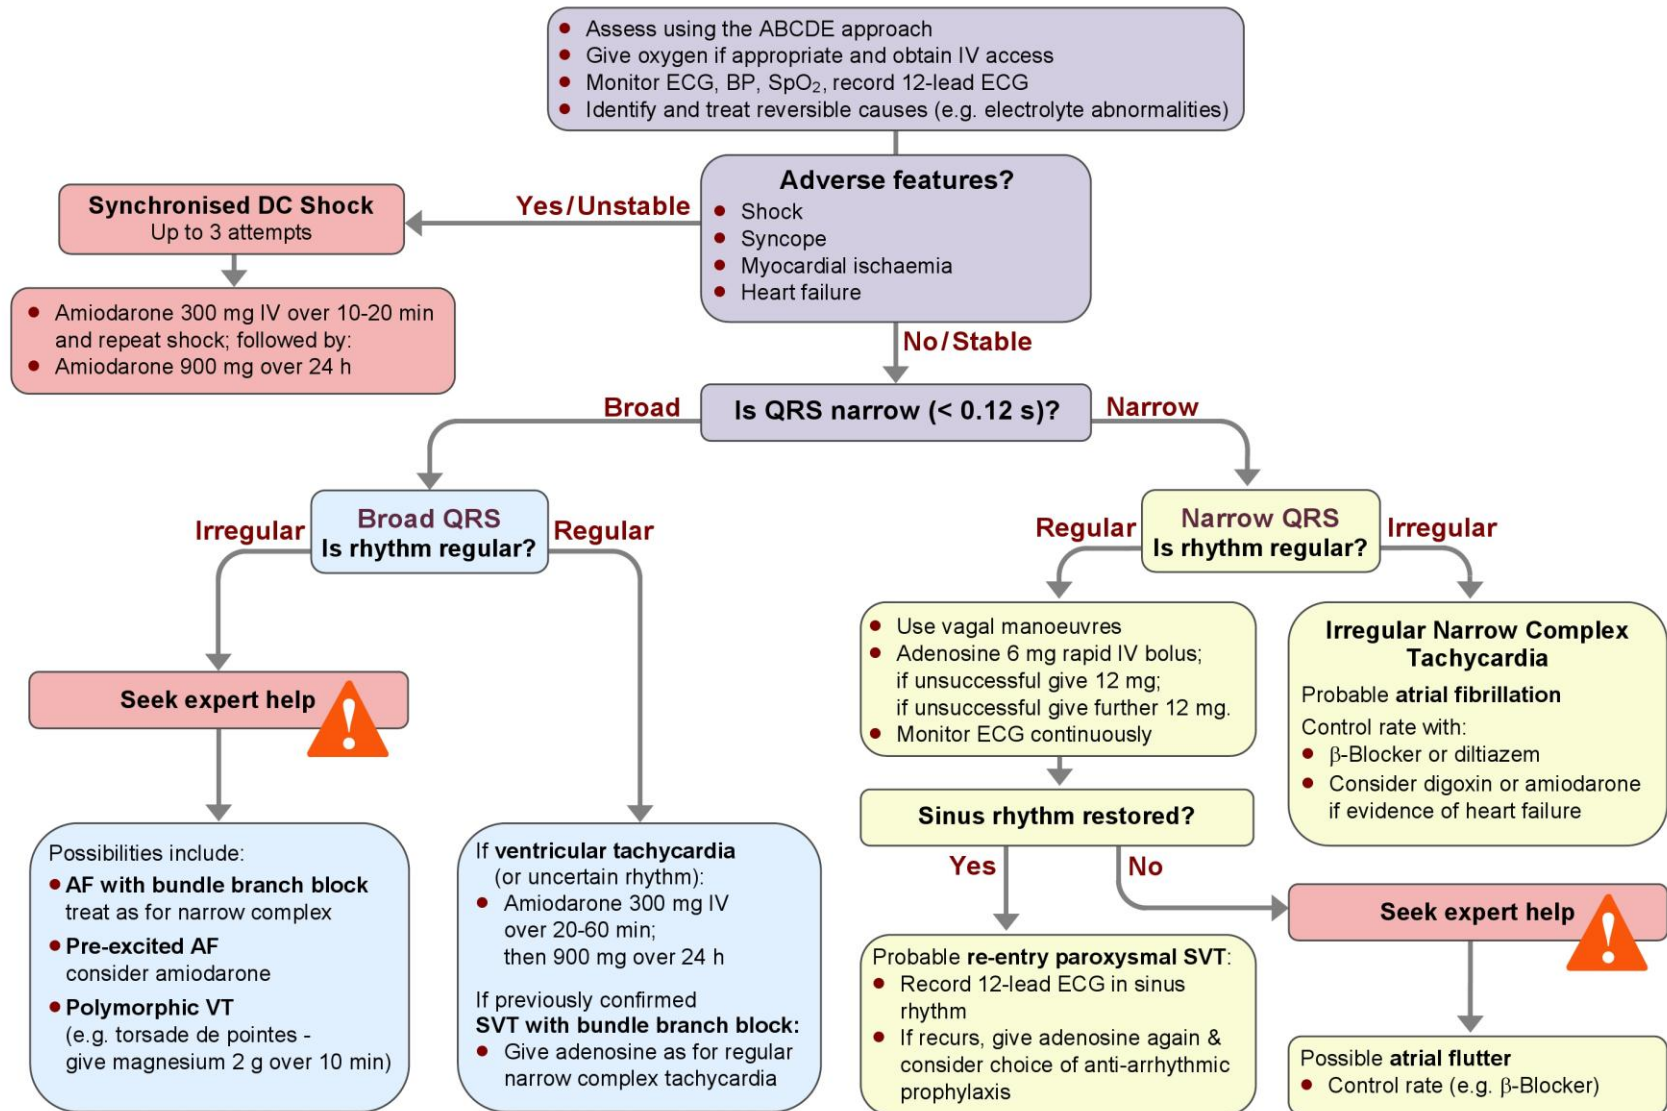 • Assess using the ABCDE approach
• Give oxygen if appropriate and obtain IV access
• Monitor ECG, BP, SpO₂, record 12-lead ECG
• Identify and treat reversible causes (e.g. electrolyte abnormalities)
Adverse features?
• Shock
• Syncope
• Myocardial ischaemia
• Heart failure
Yes/Unstable
Synchronised DC Shock
Up to 3 attempts
• Amiodarone 300 mg IV over 10-20 min
and repeat shock; followed by:
• Amiodarone 900 mg over 24 h
No/Stable
Is QRS narrow (< 0.12 s)?
Broad
Narrow
Broad QRS
Is rhythm regular?
Irregular
Regular
Seek expert help
!
Possibilities include:
• AF with bundle branch block
treat as for narrow complex
• Pre-excited AF
consider amiodarone
• Polymorphic VT
(e.g. torsade de pointes -
give magnesium 2 g over 10 min)
If ventricular tachycardia
(or uncertain rhythm):
• Amiodarone 300 mg IV
over 20-60 min;
then 900 mg over 24 h
If previously confirmed
SVT with bundle branch block:
• Give adenosine as for regular
narrow complex tachycardia
Narrow QRS
Is rhythm regular?
Regular
Irregular
• Use vagal manoeuvres
• Adenosine 6 mg rapid IV bolus;
if unsuccessful give 12 mg;
if unsuccessful give further 12 mg.
• Monitor ECG continuously
Sinus rhythm restored?
Yes
No
Probable re-entry paroxysmal SVT:
• Record 12-lead ECG in sinus
rhythm
• If recurs, give adenosine again &
consider choice of anti-arrhythmic
prophylaxis
Irregular Narrow Complex
Tachycardia
Probable atrial fibrillation
Control rate with:
• β-Blocker or diltiazem
• Consider digoxin or amiodarone
if evidence of heart failure
Seek expert help
!
Possible atrial flutter
• Control rate (e.g. β-Blocker)